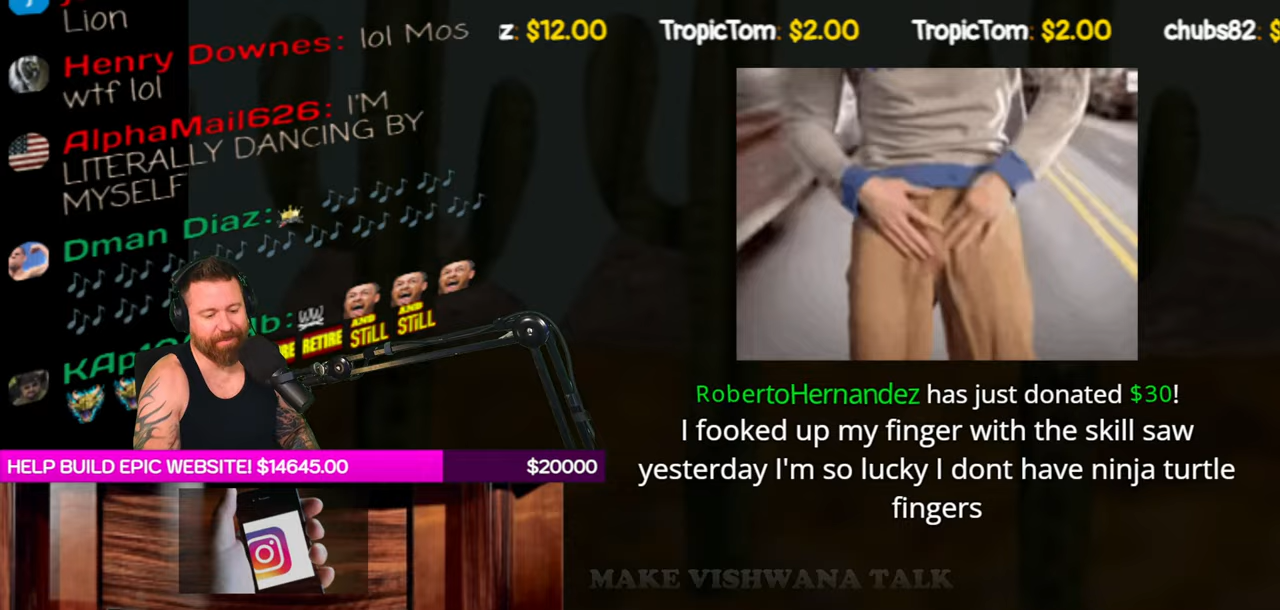 Lion
Henry Downes: lol Mos
wtf lol
AlphaMail626: I'M
LITERALLY DANCING BY
MYSELF
Dman Diaz:
RETIRE AND STILL AND STILL
HELP BUILD EPIC WEBSITE! $14645.00 $20000
z: $12.00 TropicTom: $2.00 TropicTom: $2.00 chubs82: $
RobertoHernandez has just donated $30!
I fooked up my finger with the skill saw
yesterday I'm so lucky I dont have ninja turtle
fingers
MAKE VISHWANA TALK